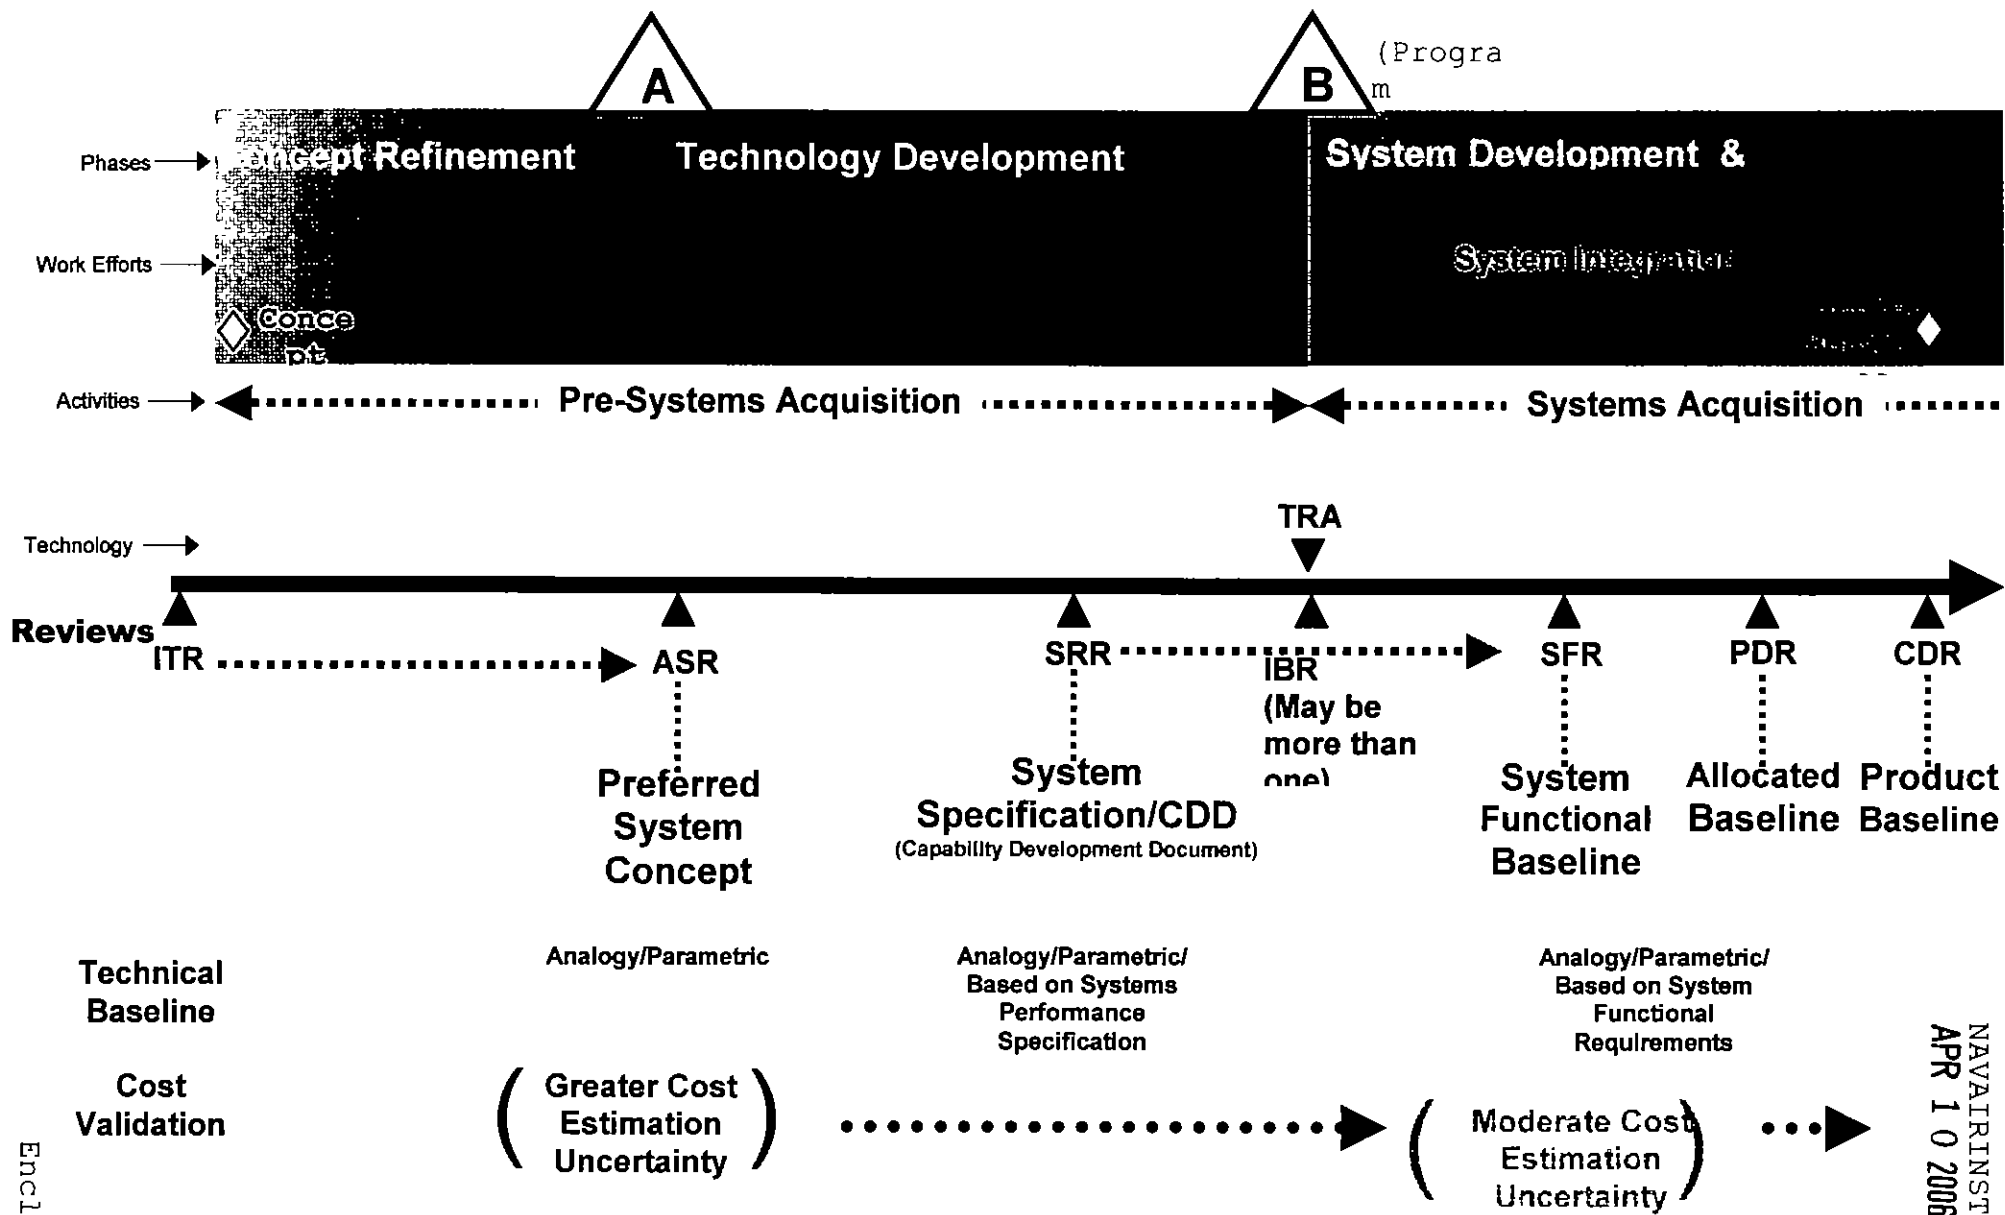 A
B
(Progra
m
Phases
Concept Refinement
Technology Development
System Development &
Work Efforts
System Integration
Conce
pt
Activities
Pre-Systems Acquisition
Systems Acquisition
TRA
Technology
Reviews
ITR
ASR
SRR
IBR
(May be
more than
one)
SFR
PDR
CDR
Preferred
System
Concept
System
Specification/CDD
(Capability Development Document)
System
Functional
Baseline
Allocated
Baseline
Product
Baseline
Technical
Baseline
Analogy/Parametric
Analogy/Parametric/
Based on Systems
Performance
Specification
Analogy/Parametric/
Based on System
Functional
Requirements
Cost
Validation
( Greater Cost
Estimation
Uncertainty )
( Moderate Cost
Estimation
Uncertainty )
NAVAIRINST
APR 10 2006
Encl